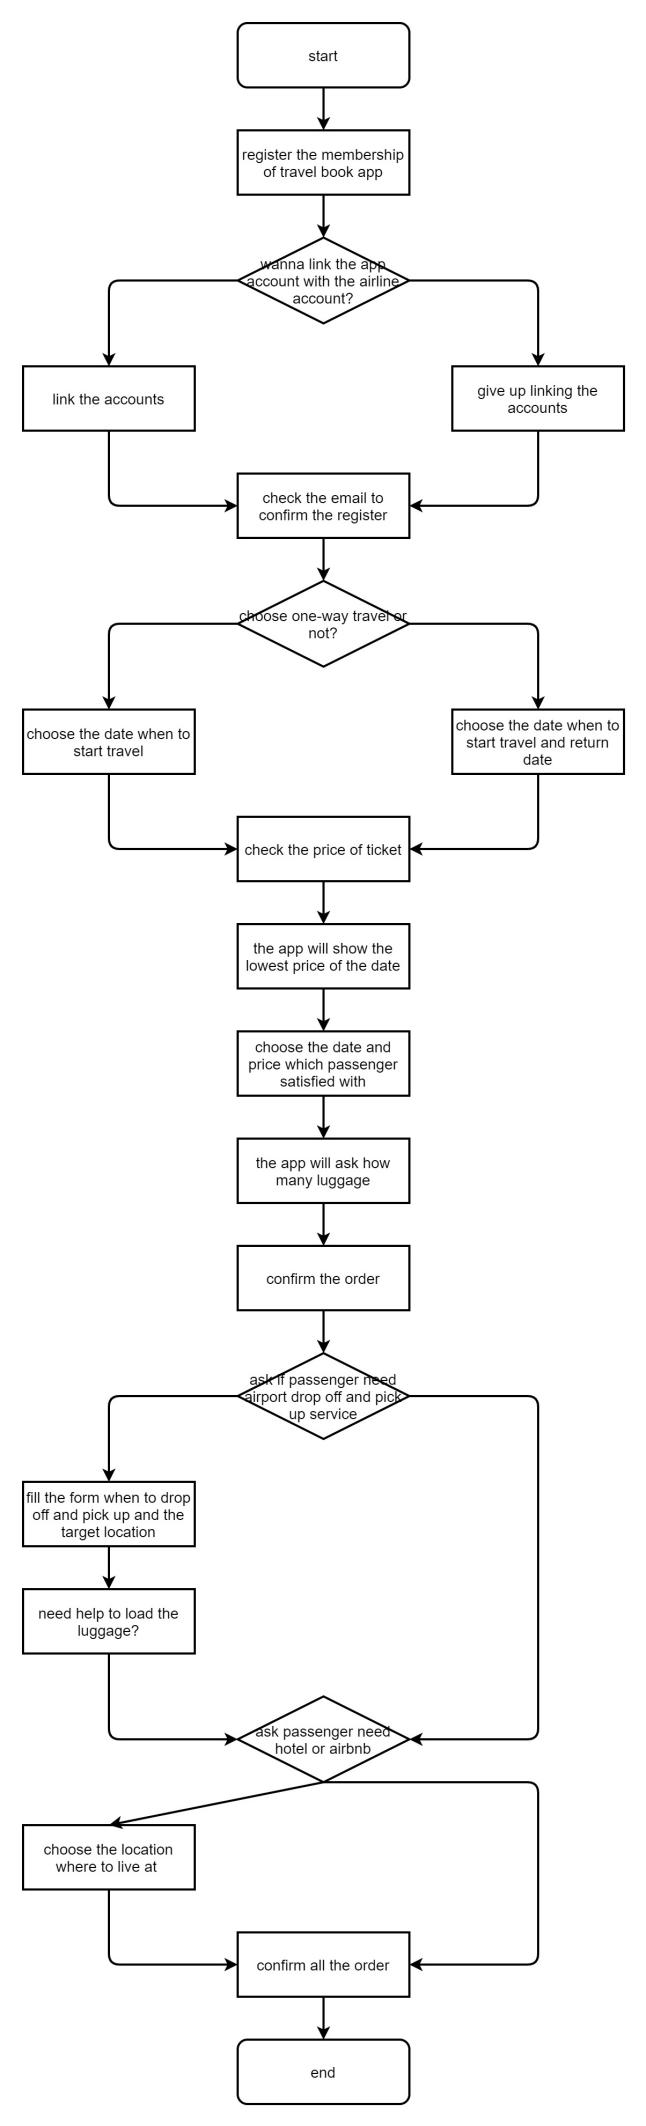 start
register the membership
of travel book app
wanna link the app
account with the airline
account?
link the accounts
give up linking the
accounts
check the email to
confirm the register
choose one-way travel or
not?
choose the date when to
start travel
choose the date when to
start travel and return
date
check the price of ticket
the app will show the
lowest price of the date
choose the date and
price which passenger
satisfied with
the app will ask how
many luggage
confirm the order
ask if passenger need
airport drop off and pick
up service
fill the form when to drop
off and pick up and the
target location
need help to load the
luggage?
ask passenger need
hotel or airbnb
choose the location
where to live at
confirm all the order
end